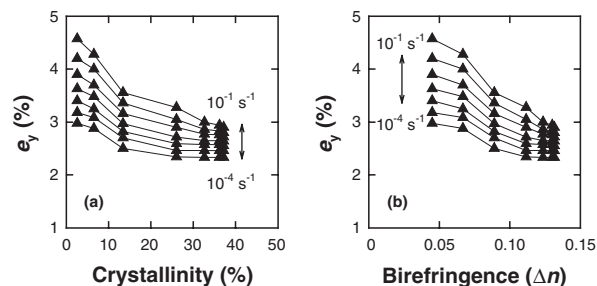 5
4
3
2
1
e_y (%)
10⁻¹ s⁻¹
10⁻⁴ s⁻¹
(a)
0 10 20 30 40 50
Crystallinity (%)
5
4
3
2
1
e_y (%)
10⁻¹ s⁻¹
10⁻⁴ s⁻¹
(b)
0.05 0.10 0.15
Birefringence (Δn)